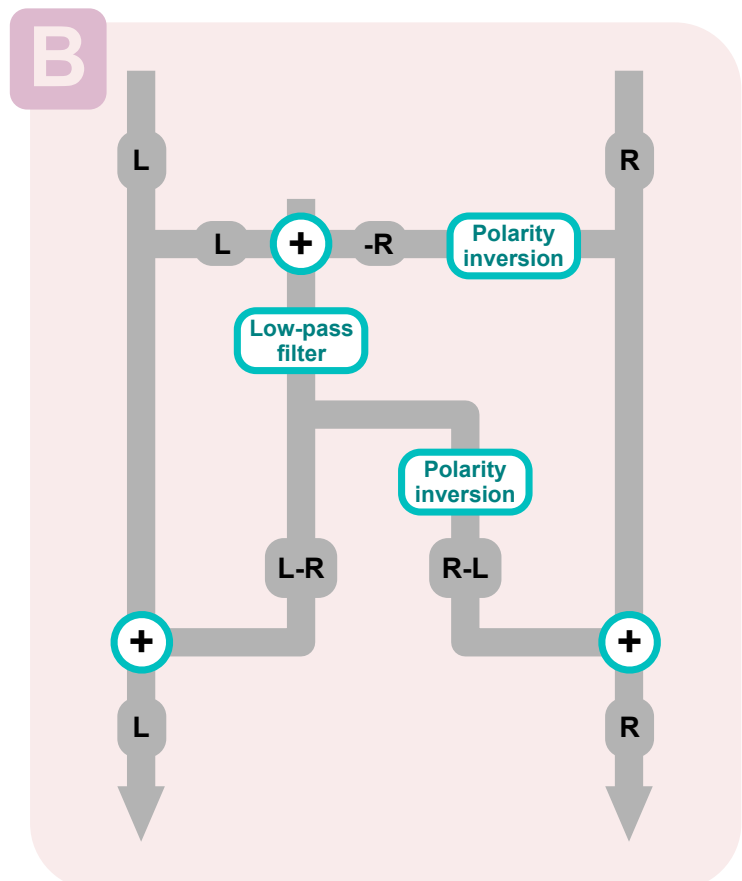 B
L
R
L
+
-R
Polarity
inversion
Low-pass
filter
Polarity
inversion
L-R
R-L
+
+
L
R